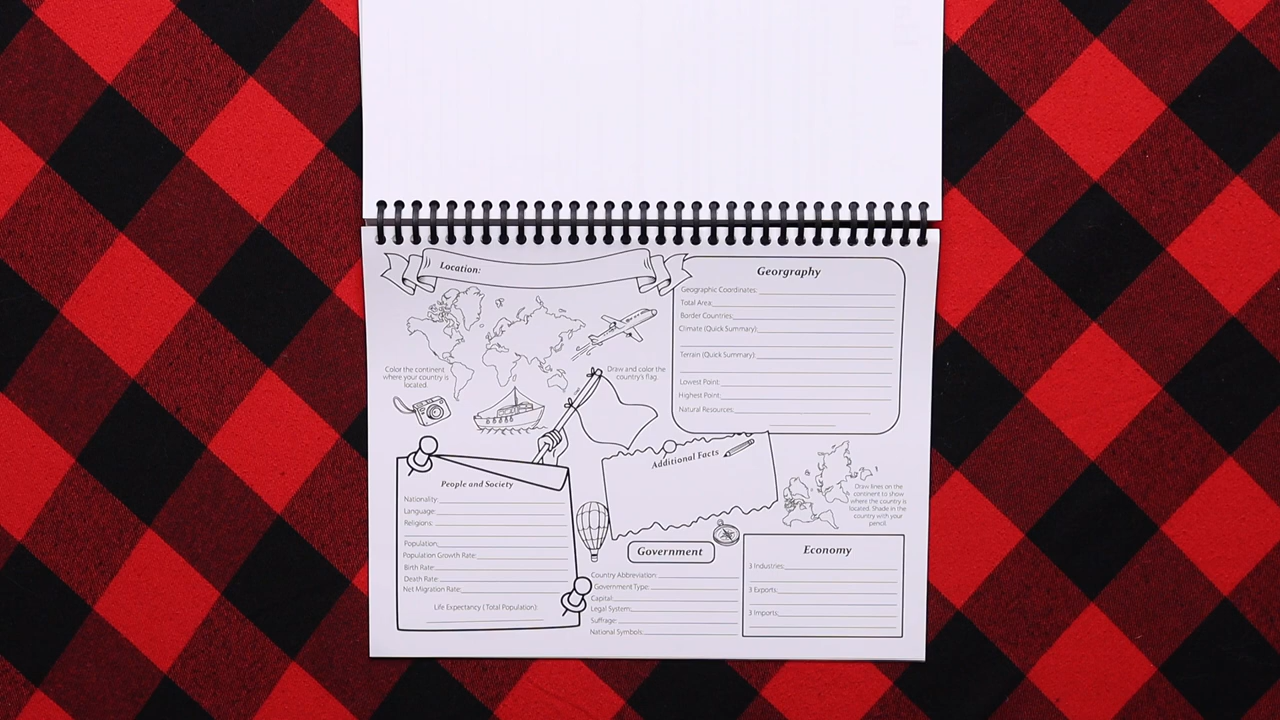 Location:
Georgraphy
Geographic Coordinates:
Total Area:
Border Countries:
Climate (Quick Summary):
Terrain (Quick Summary):
Lowest Point:
Highest Point:
Natural Resources:
Color the continent
where your country is
located.
Draw and color the
country's flag.
People and Society
Nationality:
Language:
Religions:
Population:
Population Growth Rate:
Birth Rate:
Death Rate:
Net Migration Rate:
Life Expectancy (Total Population):
Additional Facts
Draw lines on the
continent to show
where the country is
located. Shade in the
country with your
pencil.
Government
Country Abbreviation:
Government Type:
Capital:
Legal System:
Suffrage:
National Symbols:
Economy
3 Industries:
3 Exports:
3 Imports: